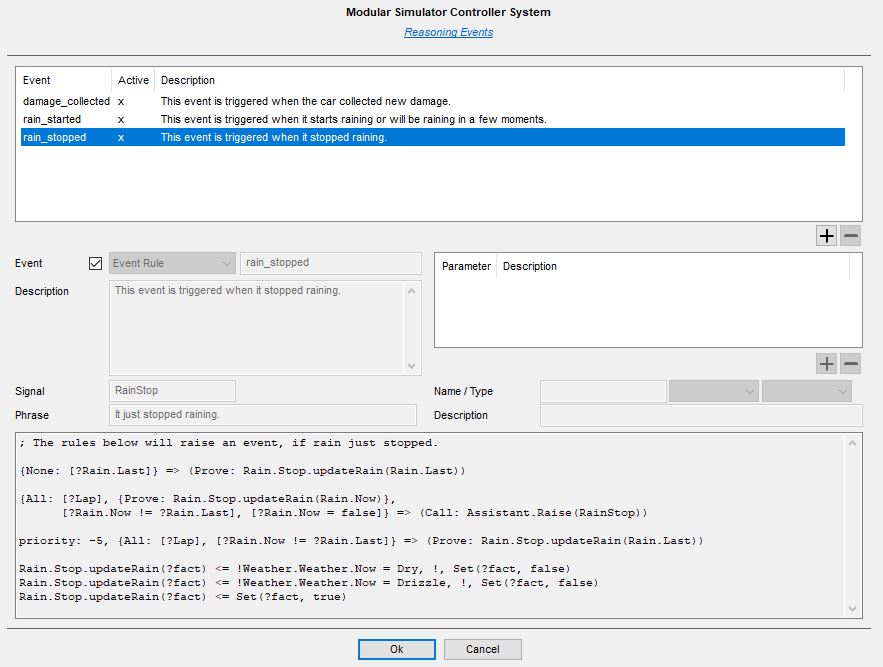 Modular Simulator Controller System
Reasoning Events
Event Active Description
damage_collected x This event is triggered when the car collected new damage.
rain_started x This event is triggered when it starts raining or will be raining in a few moments.
rain_stopped x This event is triggered when it stopped raining.
Event Event Rule rain_stopped
Parameter Description
Description This event is triggered when it stopped raining.
Signal RainStop
Name / Type
Phrase It just stopped raining.
Description
; The rules below will raise an event, if rain just stopped.
{None: [?Rain.Last]} => (Prove: Rain.Stop.updateRain(Rain.Last))
{All: [?Lap], {Prove: Rain.Stop.updateRain(Rain.Now)},
[?Rain.Now != ?Rain.Last], [?Rain.Now = false]} => (Call: Assistant.Raise(RainStop))
priority: -5, {All: [?Lap], [?Rain.Now != ?Rain.Last]} => (Prove: Rain.Stop.updateRain(Rain.Last))
Rain.Stop.updateRain(?fact) <= !Weather.Weather.Now = Dry, !, Set(?fact, false)
Rain.Stop.updateRain(?fact) <= !Weather.Weather.Now = Drizzle, !, Set(?fact, false)
Rain.Stop.updateRain(?fact) <= Set(?fact, true)
Ok Cancel